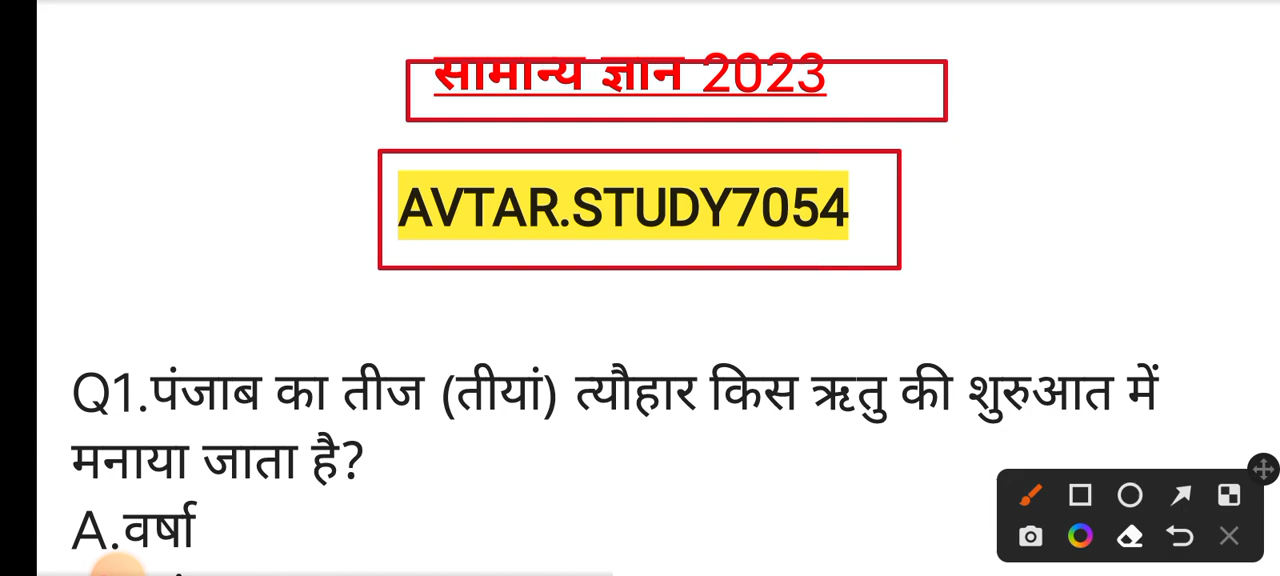 सामान्य ज्ञान 2023
AVTAR.STUDY7054
Q1.पंजाब का तीज (तीयां) त्यौहार किस ऋतु की शुरुआत में
मनाया जाता है?
A.वर्षा